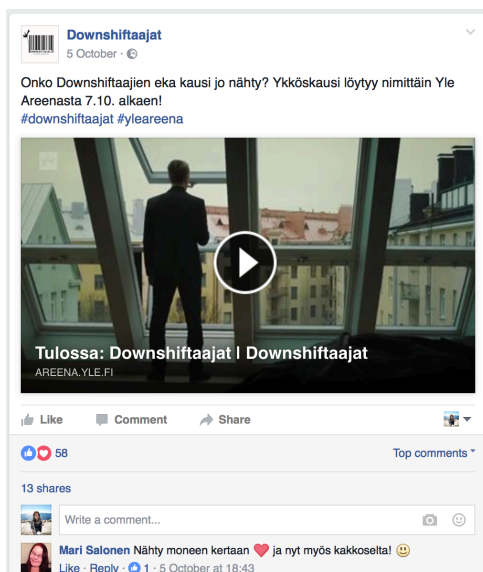 Downshiftaajat
5 October ·
Onko Downshiftaajien eka kausi jo nähty? Ykköskausi löytyy nimittäin Yle
Areenasta 7.10. alkaen!
#downshiftaajat #yleareena
yle
Tulossa: Downshiftaajat | Downshiftaajat
AREENA.YLE.FI
Like Comment Share
58 Top comments
13 shares
Write a comment...
Mari Salonen Nähty moneen kertaan ❤️ ja nyt myös kakkoselta! 😃
Like · Reply · 1 · 5 October at 18:43